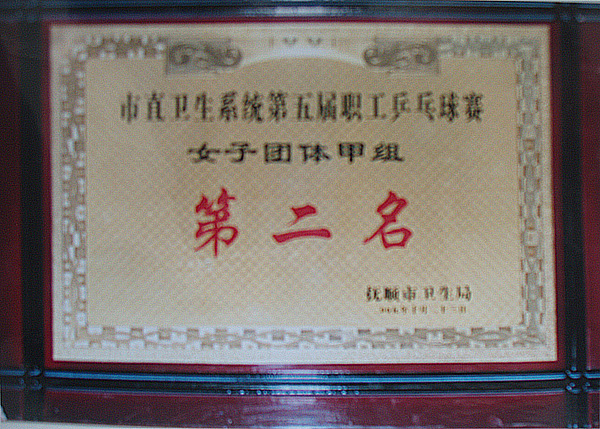 市直卫生系统第五届职工乒乓球赛
女子团体甲组
第二名
抚顺市卫生局